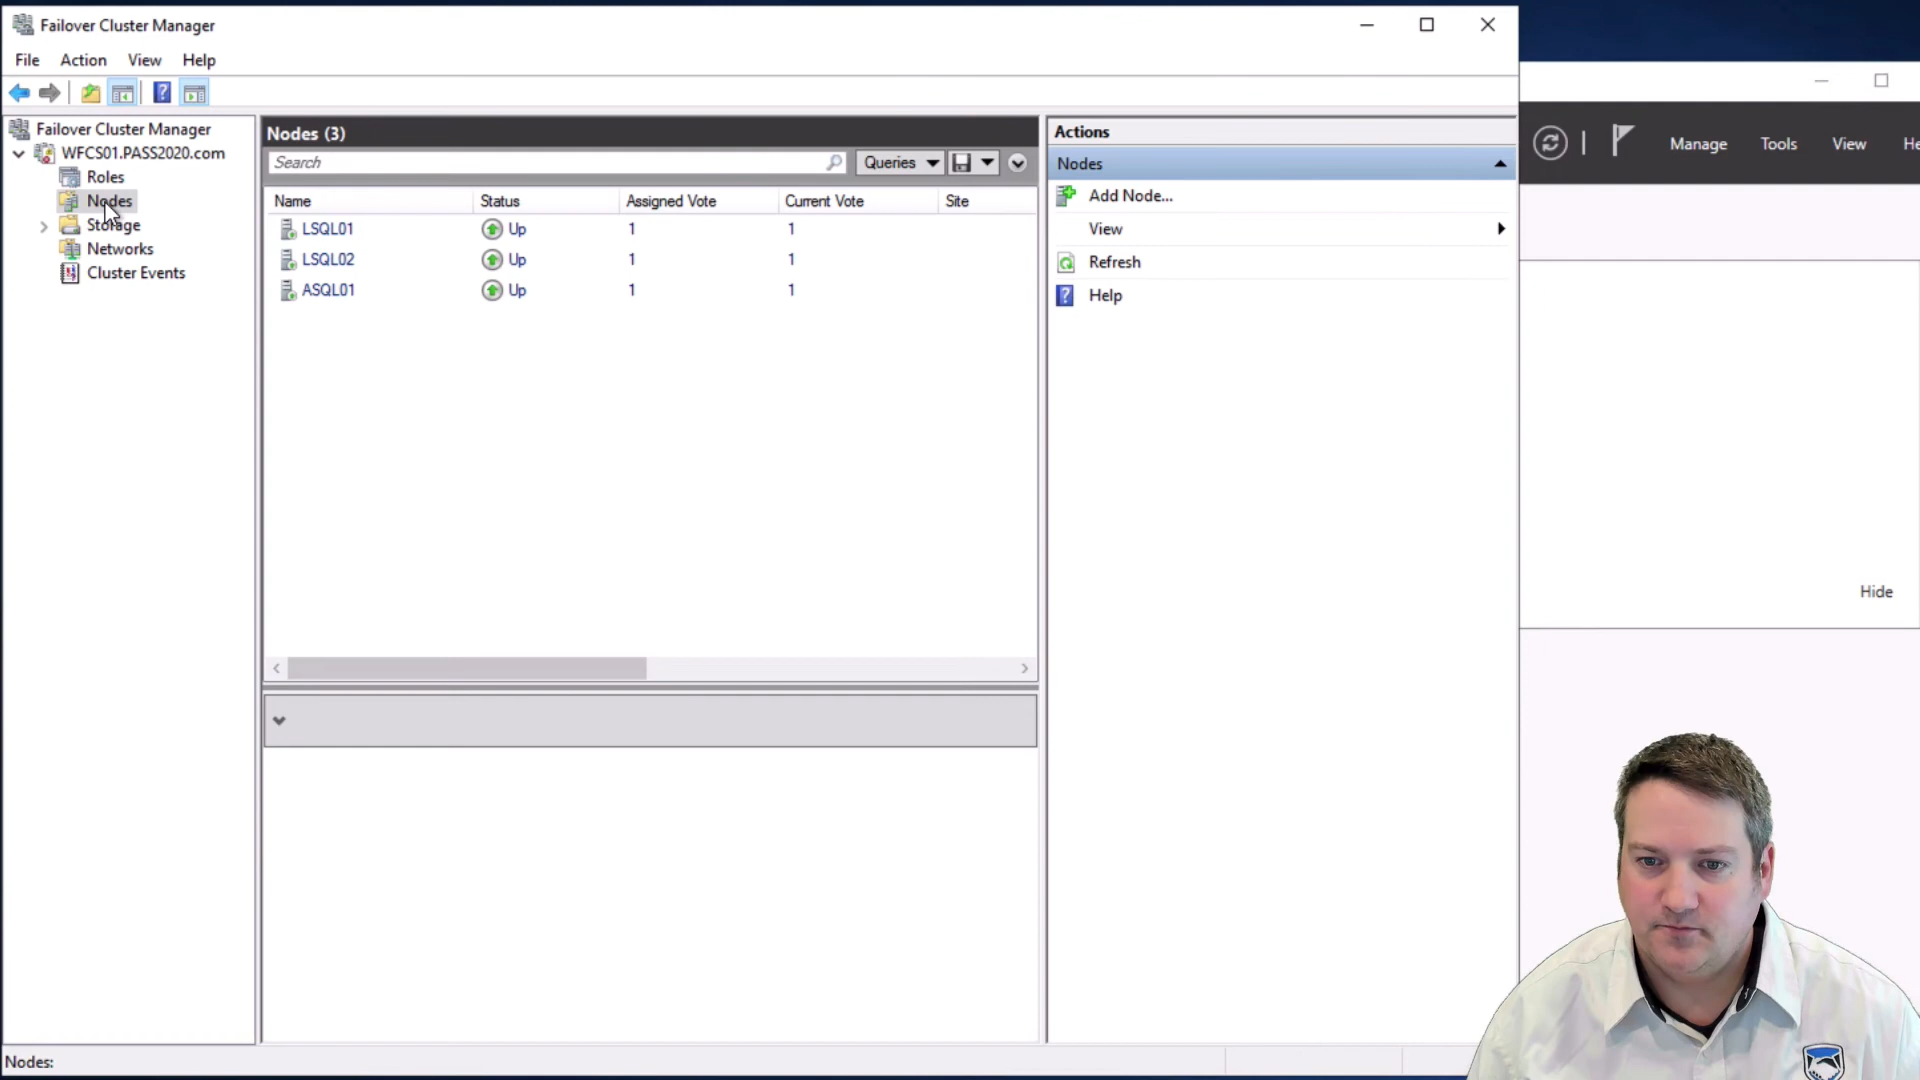 Failover Cluster Manager
File Action View Help
Failover Cluster Manager
WFCS01.PASS2020.com
Roles
Nodes
Storage
Networks
Cluster Events
Nodes (3)
Search
Queries
Name Status Assigned Vote Current Vote Site
LSQL01 Up 1 1
LSQL02 Up 1 1
ASQL01 Up 1 1
Actions
Nodes
Add Node...
View
Refresh
Help
Manage Tools View He
Hide
Nodes: